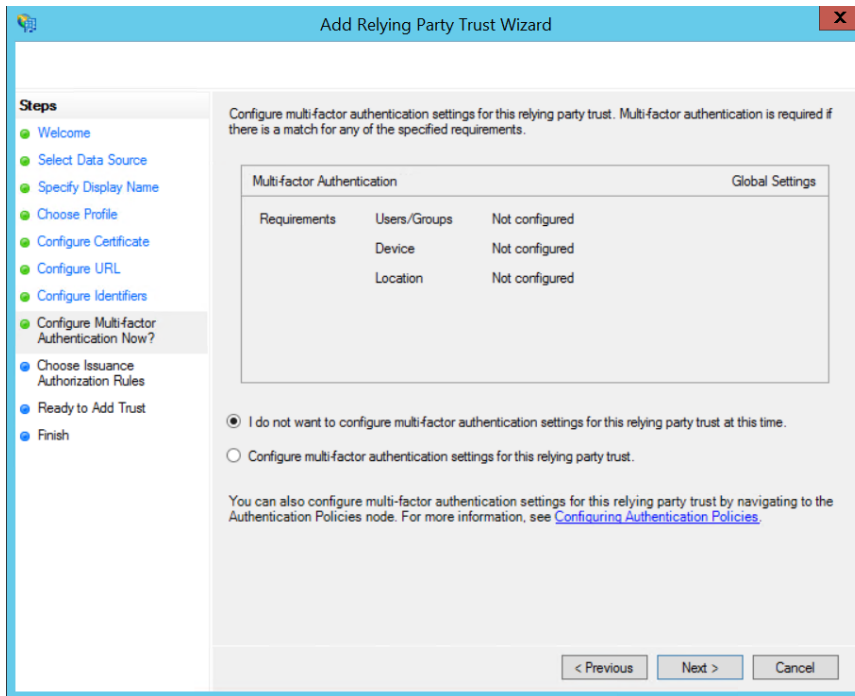 Add Relying Party Trust Wizard
X
Steps
Welcome
Select Data Source
Specify Display Name
Choose Profile
Configure Certificate
Configure URL
Configure Identifiers
Configure Multi-factor
Authentication Now?
Choose Issuance
Authorization Rules
Ready to Add Trust
Finish
Configure multi-factor authentication settings for this relying party trust. Multi-factor authentication is required if
there is a match for any of the specified requirements.
Multi-factor Authentication Global Settings
Requirements Users/Groups Not configured
Device Not configured
Location Not configured
I do not want to configure multi-factor authentication settings for this relying party trust at this time.
Configure multi-factor authentication settings for this relying party trust.
You can also configure multi-factor authentication settings for this relying party trust by navigating to the
Authentication Policies node. For more information, see Configuring Authentication Policies.
< Previous Next > Cancel